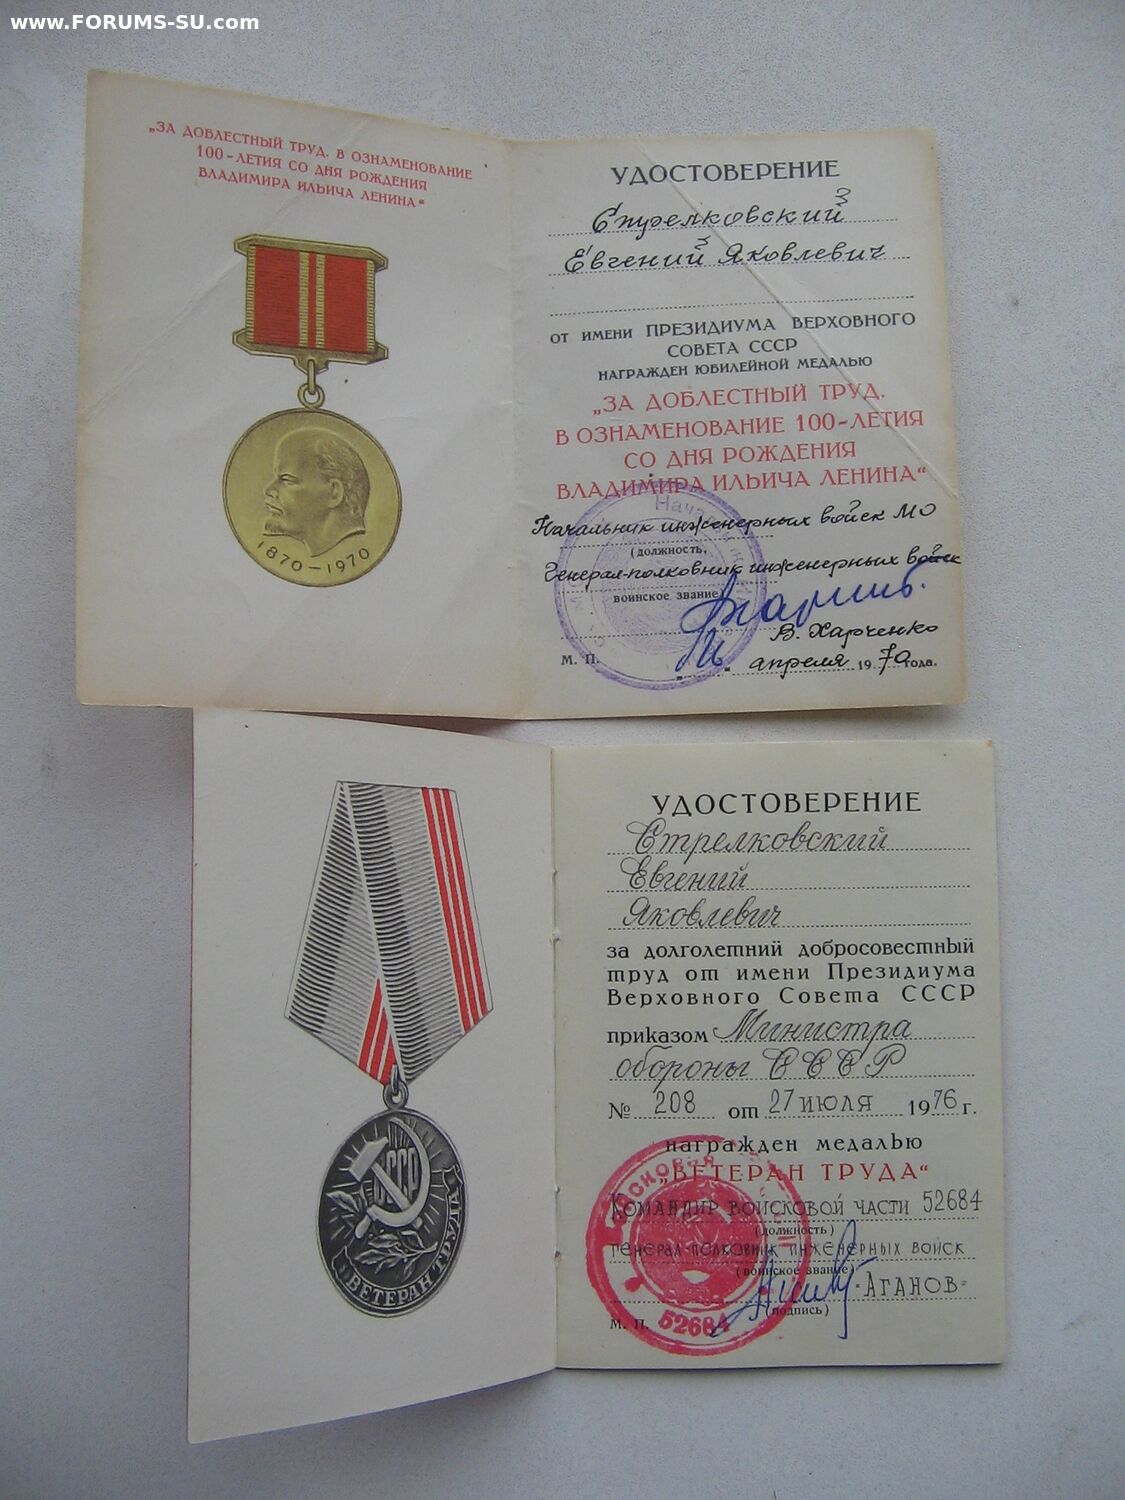 www.FORUMS-SU.com
„ЗА ДОБЛЕСТНЫЙ ТРУД. В ОЗНАМЕНОВАНИЕ
100-ЛЕТИЯ СО ДНЯ РОЖДЕНИЯ
ВЛАДИМИРА ИЛЬИЧА ЛЕНИНА“
1870-1970
УДОСТОВЕРЕНИЕ
Стрелковский
Евгений Яковлевич
ОТ ИМЕНИ ПРЕЗИДИУМА ВЕРХОВНОГО
СОВЕТА СССР
НАГРАЖДЕН ЮБИЛЕЙНОЙ МЕДАЛЬЮ
„ЗА ДОБЛЕСТНЫЙ ТРУД.
В ОЗНАМЕНОВАНИЕ 100-ЛЕТИЯ
СО ДНЯ РОЖДЕНИЯ
ВЛАДИМИРА ИЛЬИЧА ЛЕНИНА“
Начальник инженерных войск МО
(должность,
Генерал-полковник инженерных войск
воинское звание)
В. Харченко
М. П.
апреля 1970 года.
СССР
ВЕТЕРАН ТРУДА
УДОСТОВЕРЕНИЕ
Стрелковский
Евгений
Яковлевич
за долголетний добросовестный
труд от имени Президиума
Верховного Совета СССР
приказом Министра
обороны СССР
№ 208 от 27 ИЮЛЯ 1976 г.
награжден медалью
„ВЕТЕРАН ТРУДА“
КОМАНДИР ВОЙСКОВОЙ ЧАСТИ 52684
(должность)
ГЕНЕРАЛ-ПОЛКОВНИК ИНЖЕНЕРНЫХ ВОЙСК
(воинское звание)
-АГАНОВ-
(подпись)
М. П.
52684